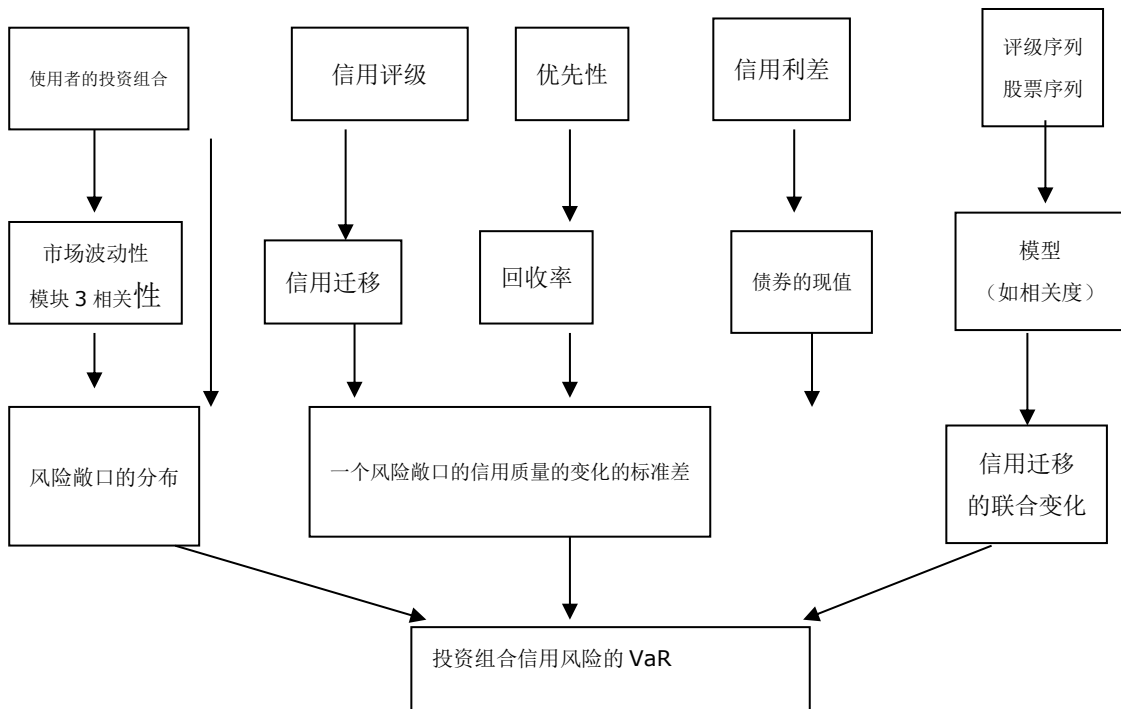 使用者的投资组合
信用评级
优先性
信用利差
评级序列
股票序列
市场波动性
模块 3 相关性
信用迁移
回收率
债券的现值
模型
（如相关度）
风险敞口的分布
一个风险敞口的信用质量的变化的标准差
信用迁移
的联合变化
投资组合信用风险的 VaR